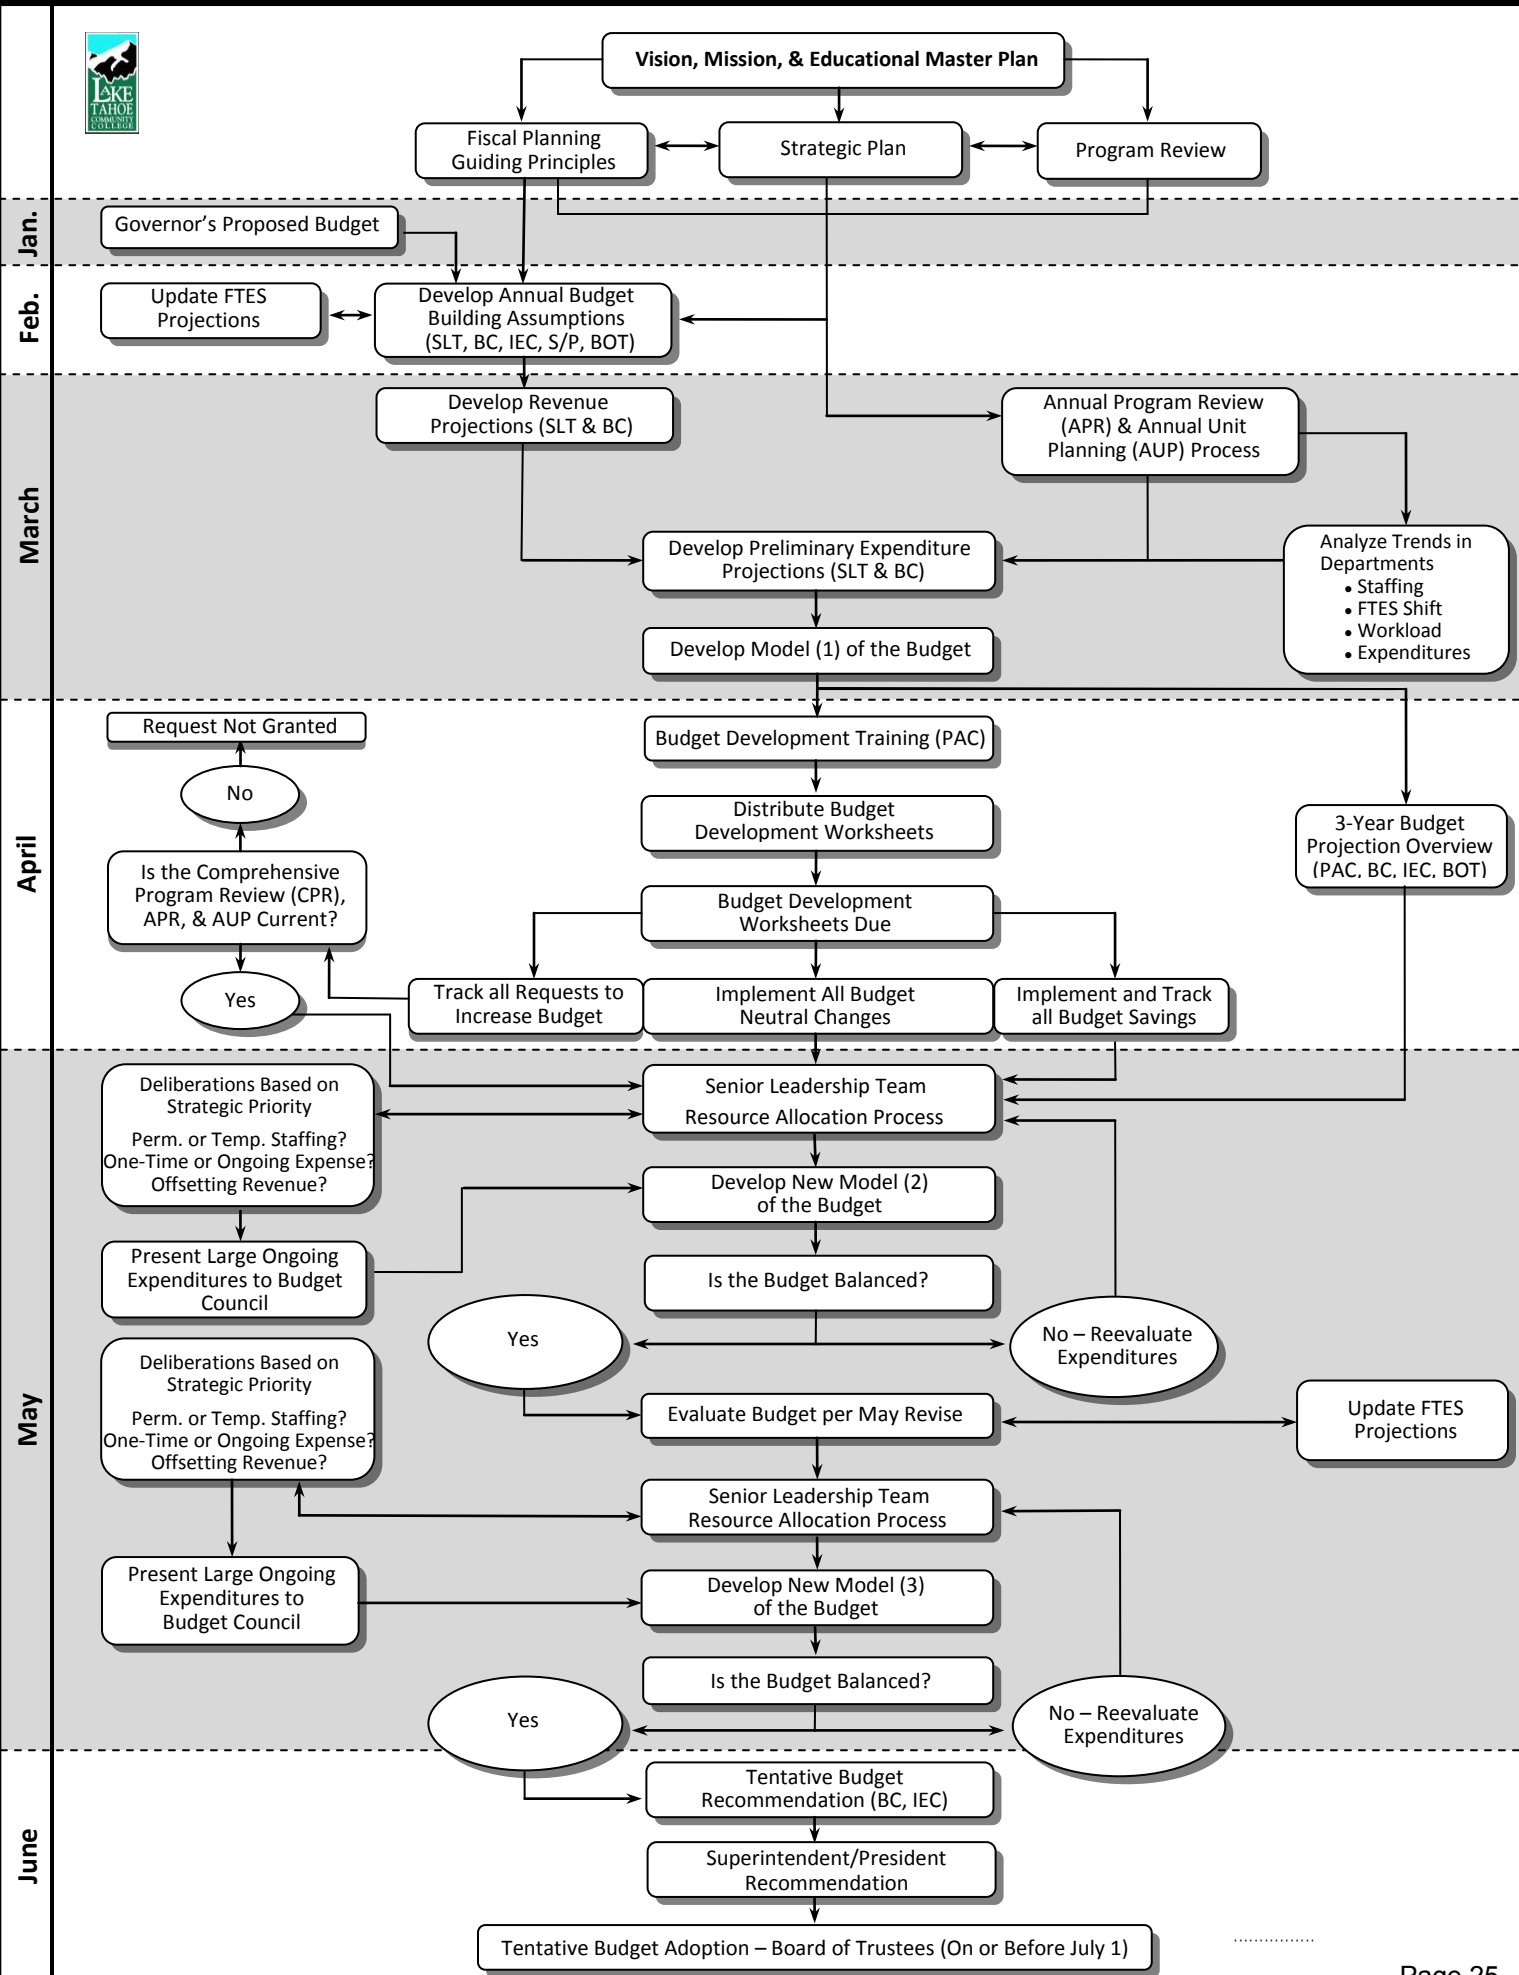 LAKE
TAHOE
COMMUNITY
COLLEGE
Vision, Mission, & Educational Master Plan
Fiscal Planning
Guiding Principles
Strategic Plan
Program Review
Jan.
Governor's Proposed Budget
Feb.
Update FTES
Projections
Develop Annual Budget
Building Assumptions
(SLT, BC, IEC, S/P, BOT)
March
Develop Revenue
Projections (SLT & BC)
Annual Program Review
(APR) & Annual Unit
Planning (AUP) Process
Develop Preliminary Expenditure
Projections (SLT & BC)
Analyze Trends in
Departments
• Staffing
• FTES Shift
• Workload
• Expenditures
Develop Model (1) of the Budget
April
Request Not Granted
No
Is the Comprehensive
Program Review (CPR),
APR, & AUP Current?
Yes
Budget Development Training (PAC)
Distribute Budget
Development Worksheets
3-Year Budget
Projection Overview
(PAC, BC, IEC, BOT)
Budget Development
Worksheets Due
Track all Requests to
Increase Budget
Implement All Budget
Neutral Changes
Implement and Track
all Budget Savings
May
Deliberations Based on
Strategic Priority
Perm. or Temp. Staffing?
One-Time or Ongoing Expense?
Offsetting Revenue?
Senior Leadership Team
Resource Allocation Process
Develop New Model (2)
of the Budget
Present Large Ongoing
Expenditures to Budget
Council
Is the Budget Balanced?
Yes
No – Reevaluate
Expenditures
Deliberations Based on
Strategic Priority
Perm. or Temp. Staffing?
One-Time or Ongoing Expense?
Offsetting Revenue?
Evaluate Budget per May Revise
Update FTES
Projections
Senior Leadership Team
Resource Allocation Process
Present Large Ongoing
Expenditures to
Budget Council
Develop New Model (3)
of the Budget
Is the Budget Balanced?
Yes
No – Reevaluate
Expenditures
June
Tentative Budget
Recommendation (BC, IEC)
Superintendent/President
Recommendation
Tentative Budget Adoption – Board of Trustees (On or Before July 1)
................
Page 25